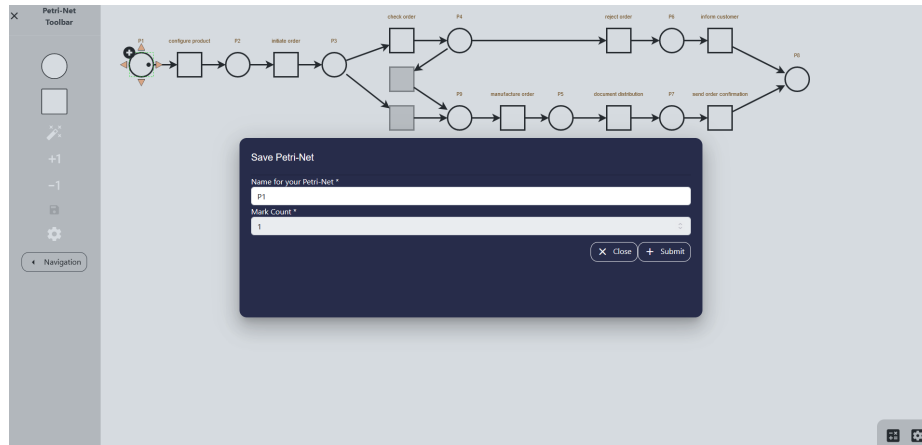 Petri-Net
Toolbar
+1
-1
Navigation
P1
configure product
P2
initiate order
P3
check order
P4
reject order
P6
inform customer
P8
P6
manufacture order
P5
document distribution
P7
send order confirmation
Save Petri-Net
Name for your Petri-Net *
P1
Mark Count *
1
Close
Submit